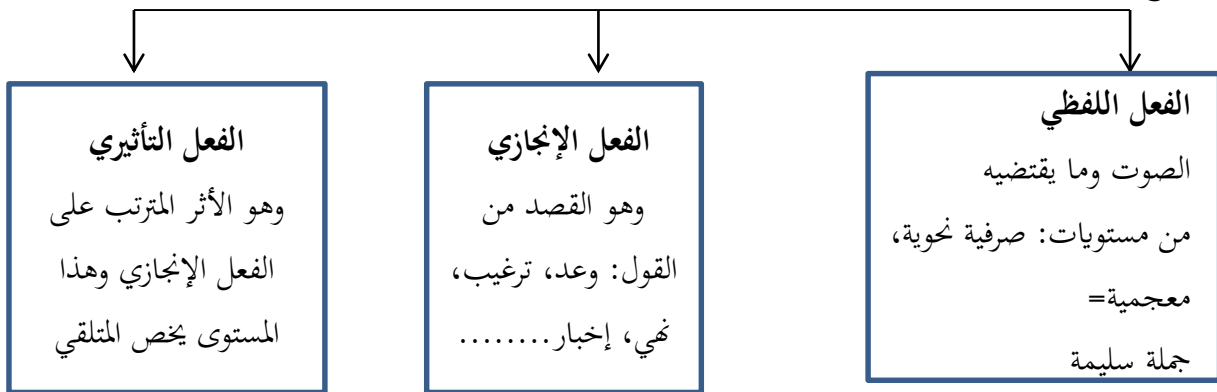 الفعل اللفظي
الصوت وما يقتضيه
من مستويات: صرفية نحوية،
معجمية=
جملة سليمة
الفعل الإنجازي
وهو القصد من
القول: وعد، ترغيب،
نهي، إخبار........
الفعل التأثيري
وهو الأثر المترتب على
الفعل الإنجازي وهذا
المستوى يخص المتلقي